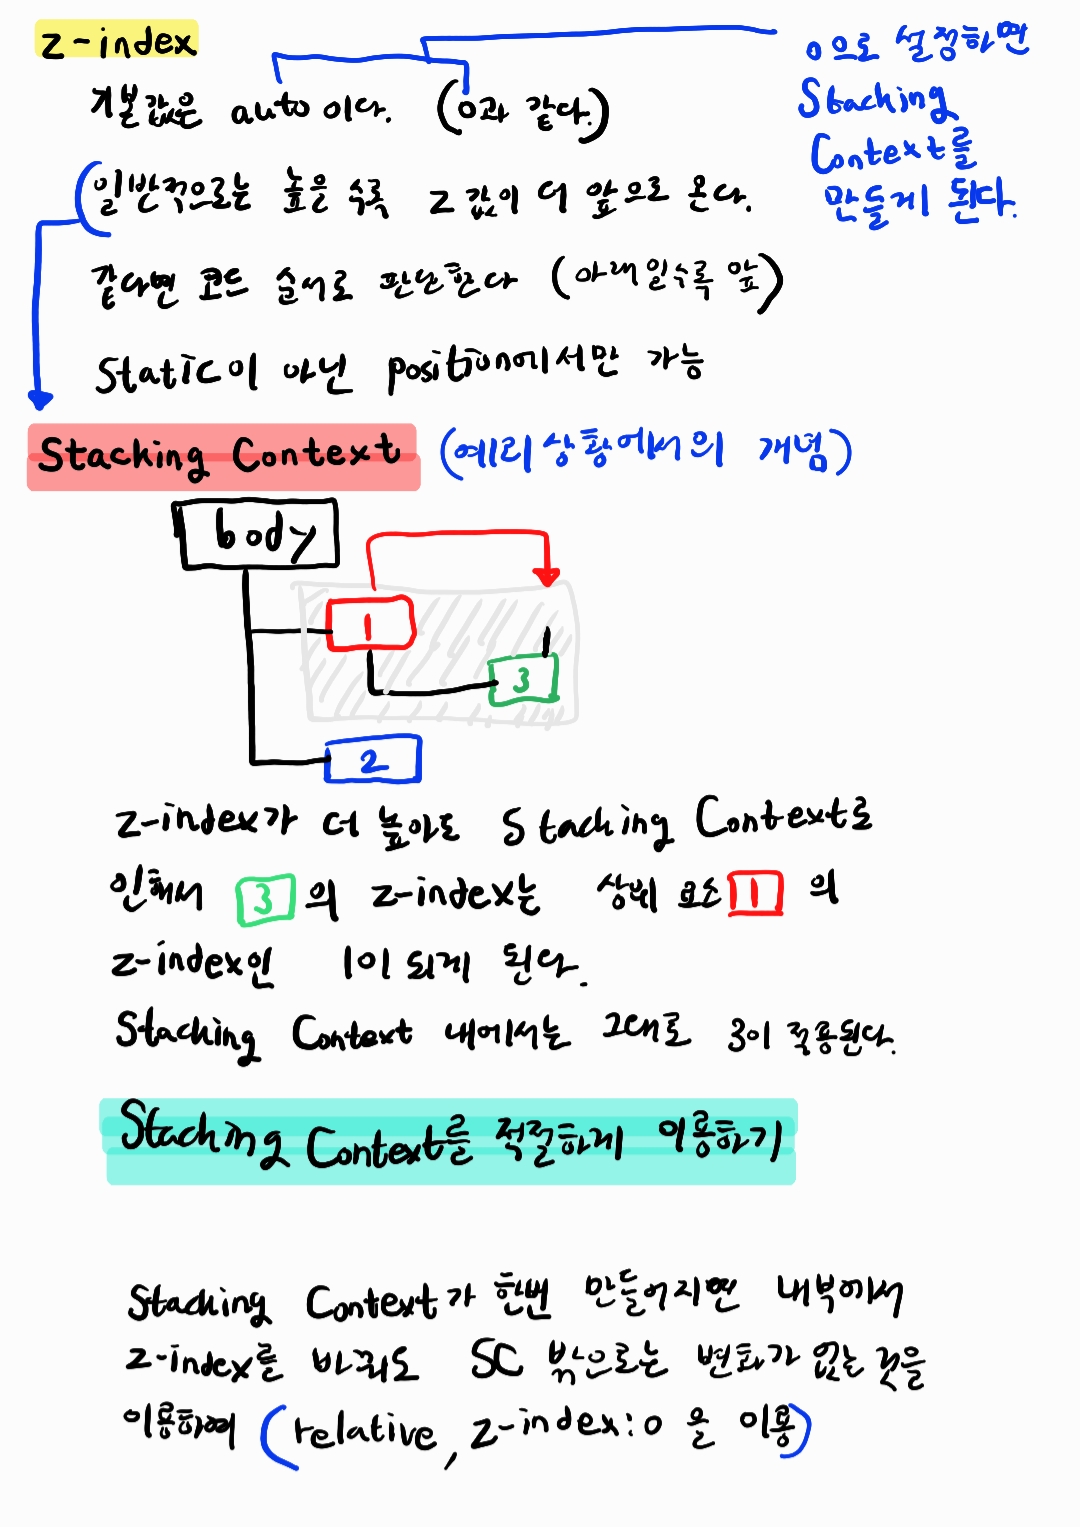 z-index
기본값은 auto이다. (0과 같다.)
0으로 설정하면
Stacking
Context를
만들게 된다.
(일반적으로는 높을수록 z값이 더 앞으로 온다.
같다면 코드 순서로 판단한다 (아래일수록 앞)
Static이 아닌 position에서만 가능
Stacking Context (예외상황에서의 개념)
body
1
1
3
2
z-index가 더 높아도 Stacking Context로
인해서 3의 z-index는 상위 요소 1의
z-index인 1이 되게 된다.
Stacking Context 내에서는 그대로 3이 적용된다.
Stacking Context를 적절하게 이용하기
Stacking Context가 한번 만들어지면 내부에서
z-index를 바꿔도 SC 밖으로는 변화가 없는 것을
이용하여 (relative, z-index:0 을 이용)